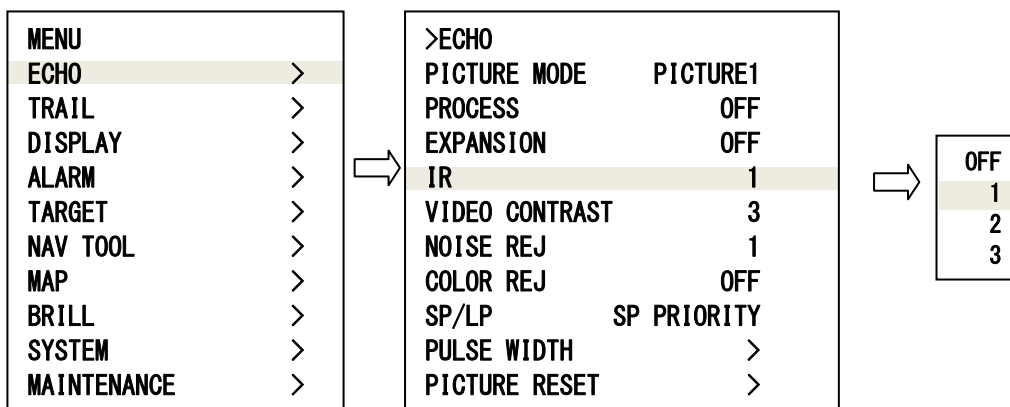 MENU
ECHO >
TRAIL >
DISPLAY >
ALARM >
TARGET >
NAV TOOL >
MAP >
BRILL >
SYSTEM >
MAINTENANCE >
>ECHO
PICTURE MODE PICTURE1
PROCESS OFF
EXPANSION OFF
IR 1
VIDEO CONTRAST 3
NOISE REJ 1
COLOR REJ OFF
SP/LP SP PRIORITY
PULSE WIDTH >
PICTURE RESET >
OFF
1
2
3